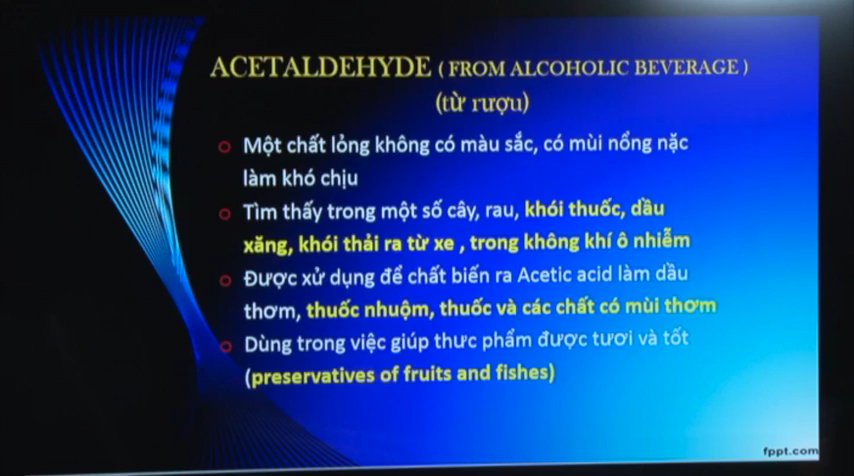 ACETALDEHYDE ( FROM ALCOHOLIC BEVERAGE )
(từ rượu)
Một chất lỏng không có màu sắc, có mùi nổng nặc
làm khó chịu
Tìm thấy trong một số cây, rau, khói thuốc, dầu
xăng, khói thải ra từ xe , trong không khí ô nhiễm
Được xử dụng để chất biến ra Acetic acid làm dầu
thơm, thuốc nhuộm, thuốc và các chất có mùi thơm
Dùng trong việc giúp thưc phẩm được tươi và tốt
(preservatives of fruits and fishes)
fppt.com